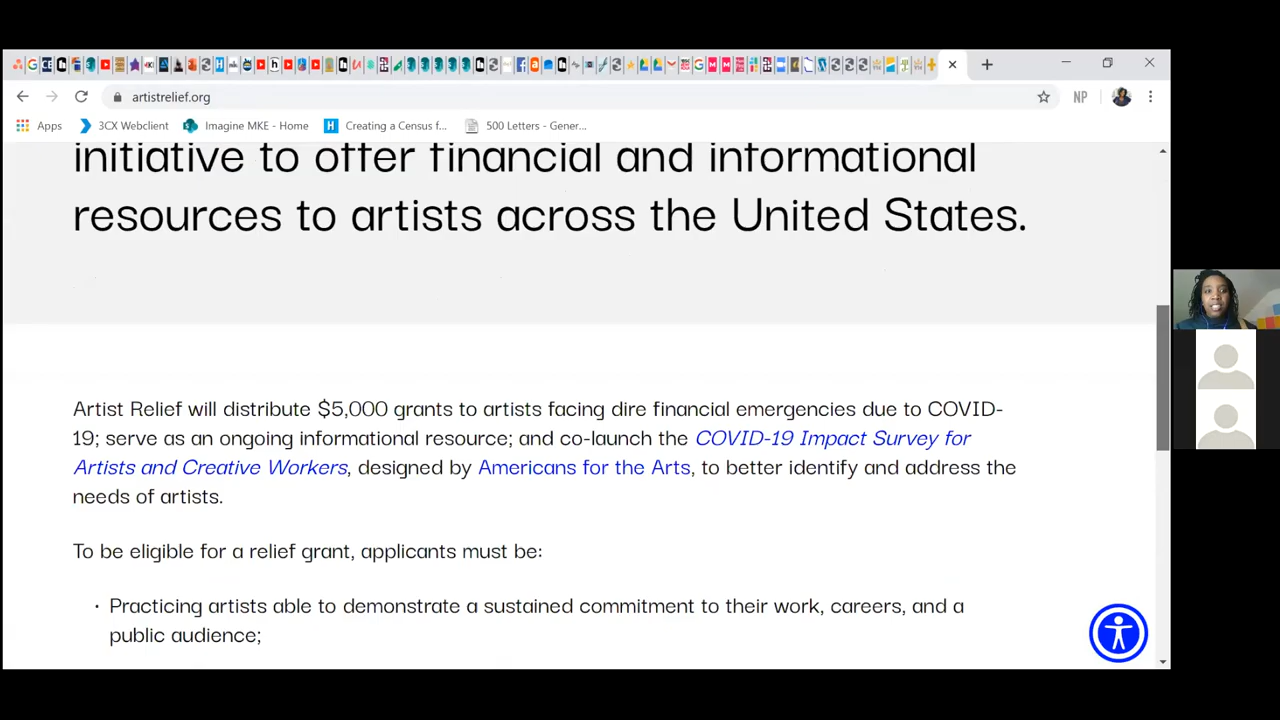 artistrelief.org
NP
Apps
3CX Webclient
Imagine MKE - Home
Creating a Census f...
500 Letters - Gener...
initiative to offer financial and informational
resources to artists across the United States.
Artist Relief will distribute $5,000 grants to artists facing dire financial emergencies due to COVID-
19; serve as an ongoing informational resource; and co-launch the COVID-19 Impact Survey for
Artists and Creative Workers, designed by Americans for the Arts, to better identify and address the
needs of artists.
To be eligible for a relief grant, applicants must be:
· Practicing artists able to demonstrate a sustained commitment to their work, careers, and a
public audience;